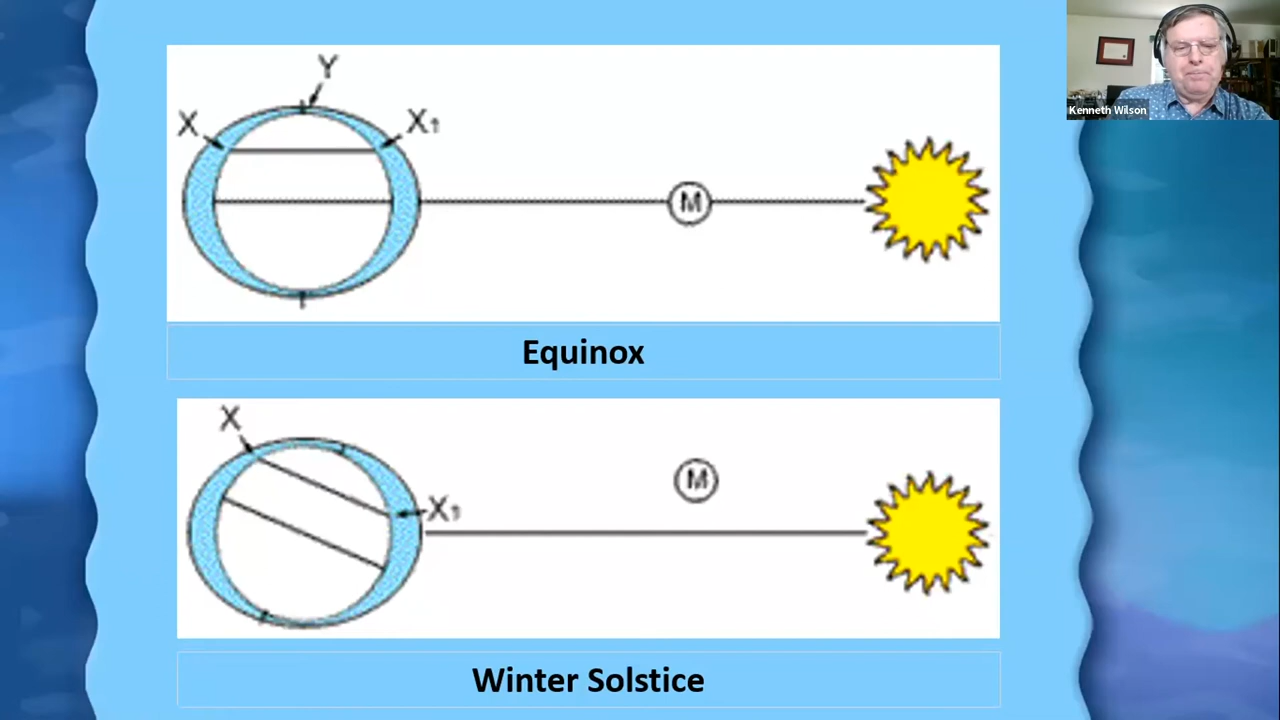 Kenneth Wilson
Y
X
X₁
M
Equinox
X
M
X₁
Winter Solstice